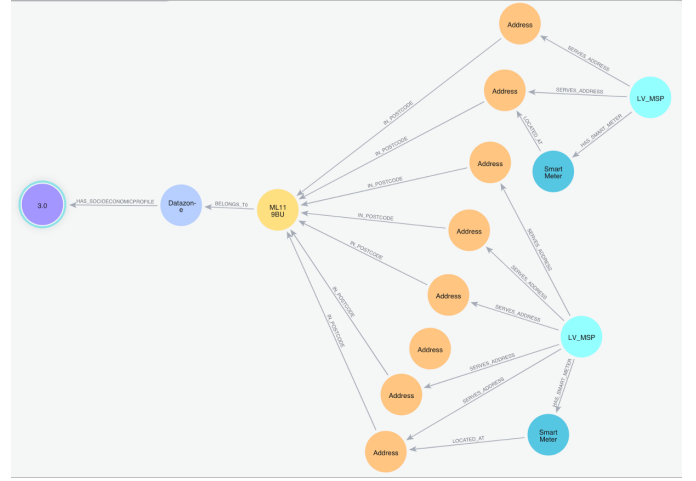 Address
SERVES_ADDRESS
IN_POSTCODE
Address
SERVES_ADDRESS
LV_MSP
LOCATED_AT
HAS_SMART_METER
IN_POSTCODE
Address
Smart
Meter
IN_POSTCODE
3.0
HAS_SOCIOECONOMICPROFILE
Datazon-
e
BELONGS_TO
ML11
9BU
IN_POSTCODE
Address
SERVES_ADDRESS
IN_POSTCODE
SERVES_ADDRESS
Address
SERVES_ADDRESS
IN_POSTCODE
IN_POSTCODE
LV_MSP
Address
SERVES_ADDRESS
SERVES_ADDRESS
HAS_SMART_METER
Address
Smart
Meter
LOCATED_AT
Address